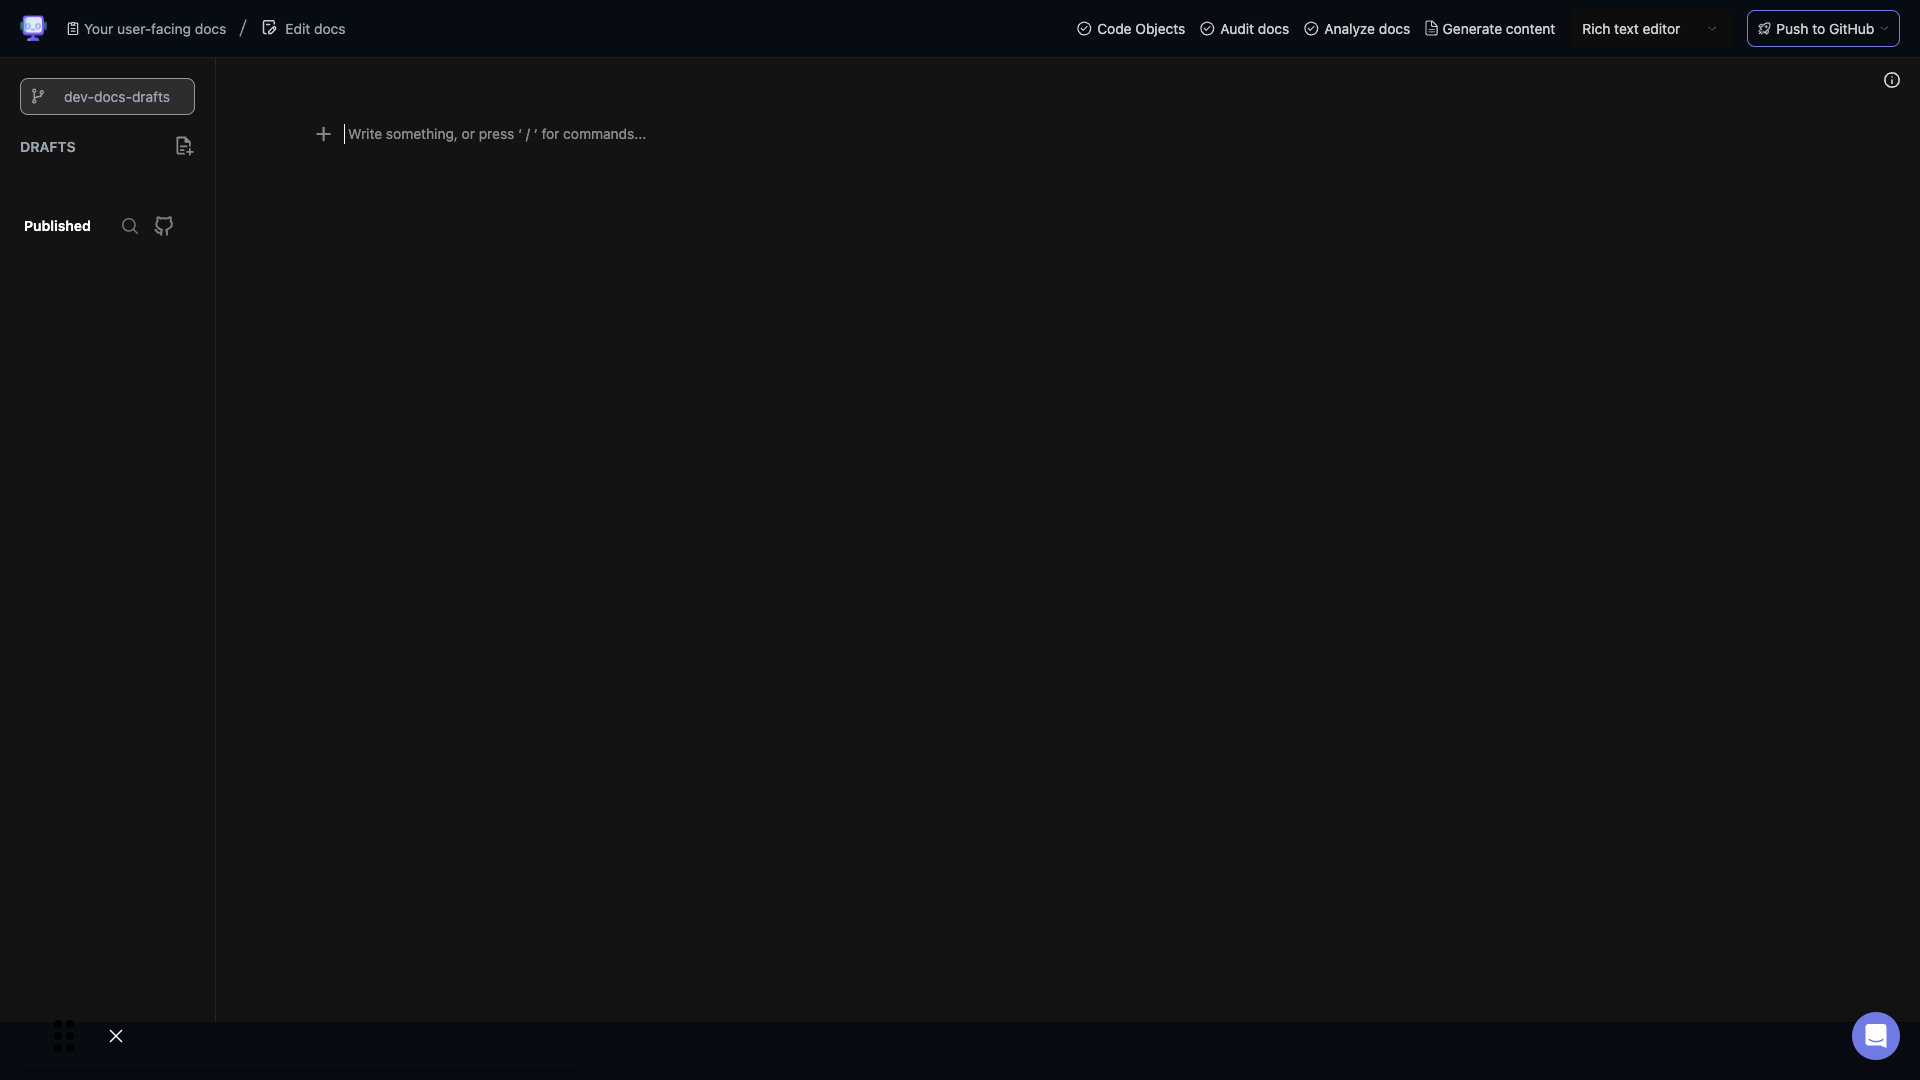 Your user-facing docs / Edit docs
Code Objects Audit docs Analyze docs Generate content Rich text editor Push to GitHub
dev-docs-drafts
DRAFTS
Write something, or press ‘ / ’ for commands...
Published